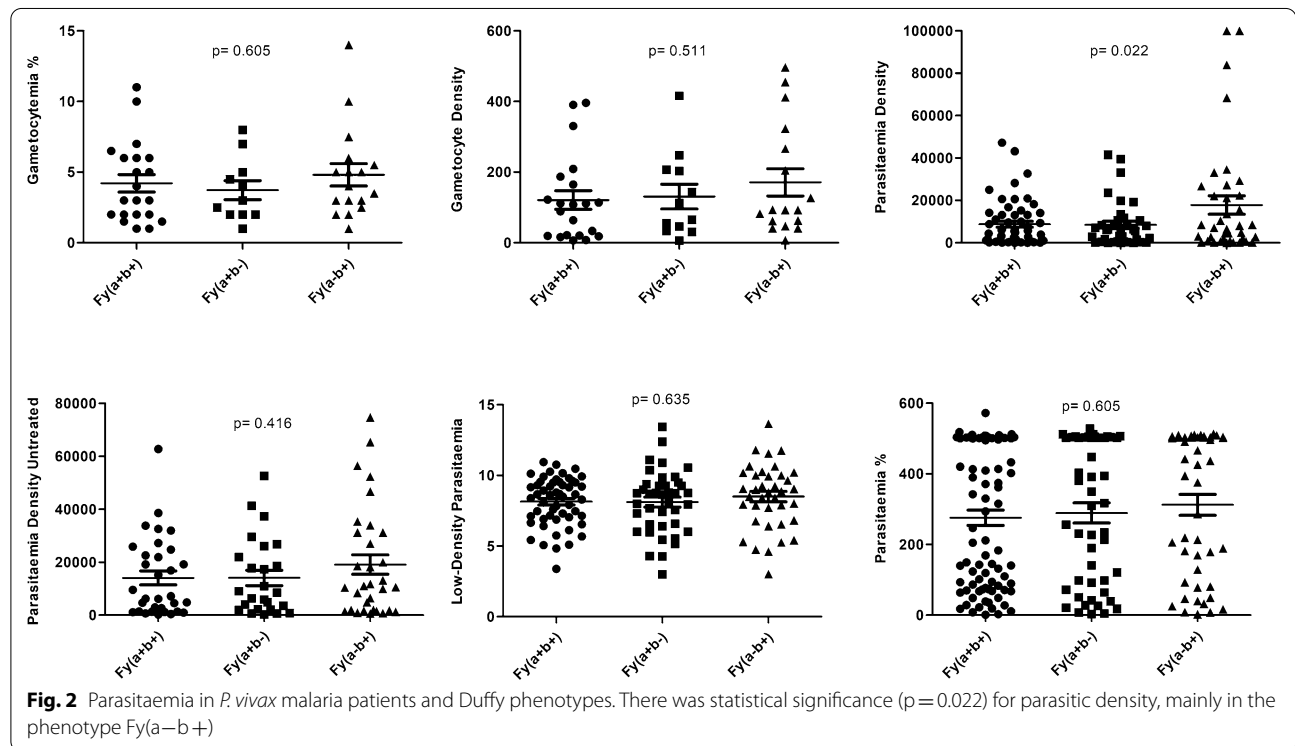 Gametocytemia %
15
10
5
0
p= 0.605
Fy(a+b+)
Fy(a+b-)
Fy(a-b+)
Gametocyte Density
600
400
200
0
p= 0.511
Fy(a+b+)
Fy(a+b-)
Fy(a-b+)
Parasitaemia Density
100000
80000
60000
40000
20000
0
p= 0.022
Fy(a+b+)
Fy(a+b-)
Fy(a-b+)
Parasitaemia Density Untreated
80000
60000
40000
20000
0
p= 0.416
Fy(a+b+)
Fy(a+b-)
Fy(a-b+)
Low-Density Parasitaemia
15
10
5
0
p= 0.635
Fy(a+b+)
Fy(a+b-)
Fy(a-b+)
Parasitaemia %
600
400
200
0
p= 0.605
Fy(a+b+)
Fy(a+b-)
Fy(a-b+)
Fig. 2 Parasitaemia in P. vivax malaria patients and Duffy phenotypes. There was statistical significance (p = 0.022) for parasitic density, mainly in the
phenotype Fy(a−b+)